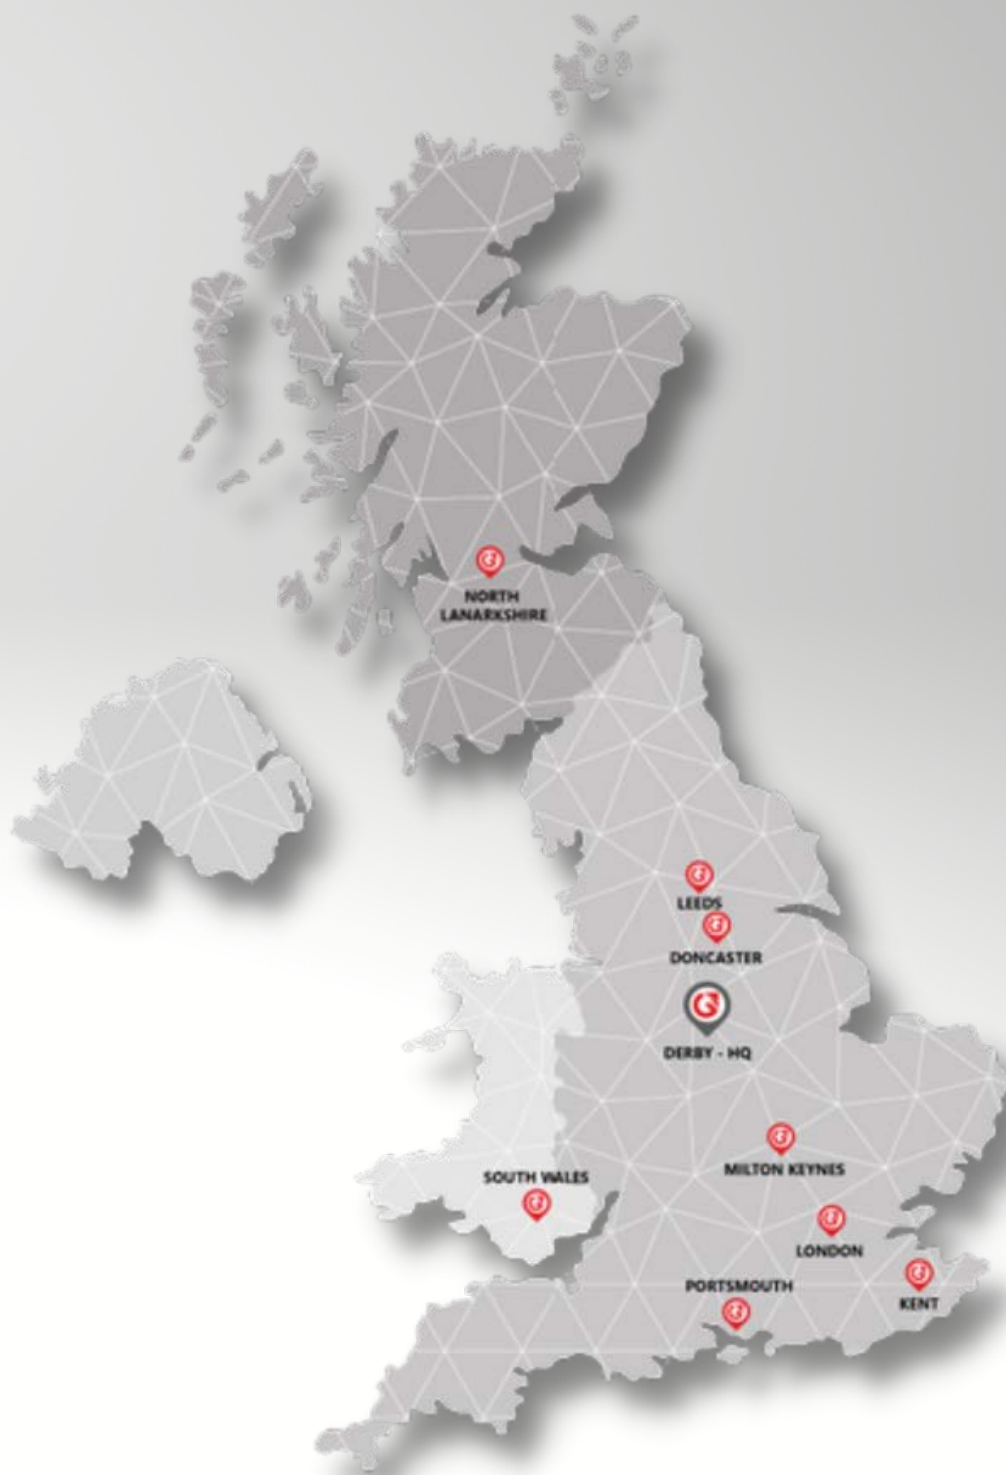 NORTH
LANARKSHIRE
LEEDS
DONCASTER
DERBY - HQ
MILTON KEYNES
SOUTH WALES
LONDON
PORTSMOUTH
KENT